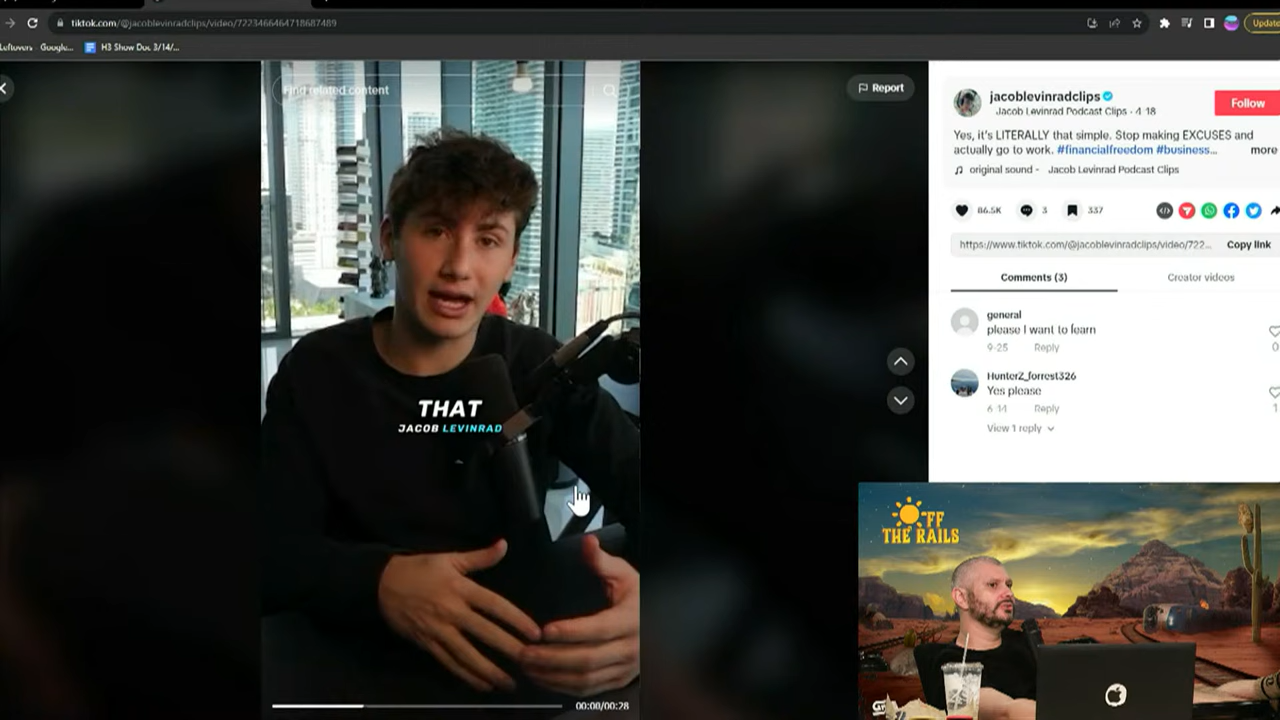 tiktok.com/@jacoblevinradclips/video/7223466464718687489
Update
Leftovers - Google...
H3 Show Doc 3/14/...
Find related content
Report
THAT
JACOB LEVINRAD
00:00/00:28
jacoblevinradclips
Jacob Levinrad Podcast Clips · 4-18
Follow
Yes, it's LITERALLY that simple. Stop making EXCUSES and
actually go to work. #financialfreedom #business...
more
original sound - Jacob Levinrad Podcast Clips
86.5K
3
337
https://www.tiktok.com/@jacoblevinradclips/video/722...
Copy link
Comments (3)
Creator videos
general
please I want to learn
9-25
Reply
0
HunterZ_forrest326
Yes please
6-14
Reply
1
View 1 reply
OFF
THE RAILS